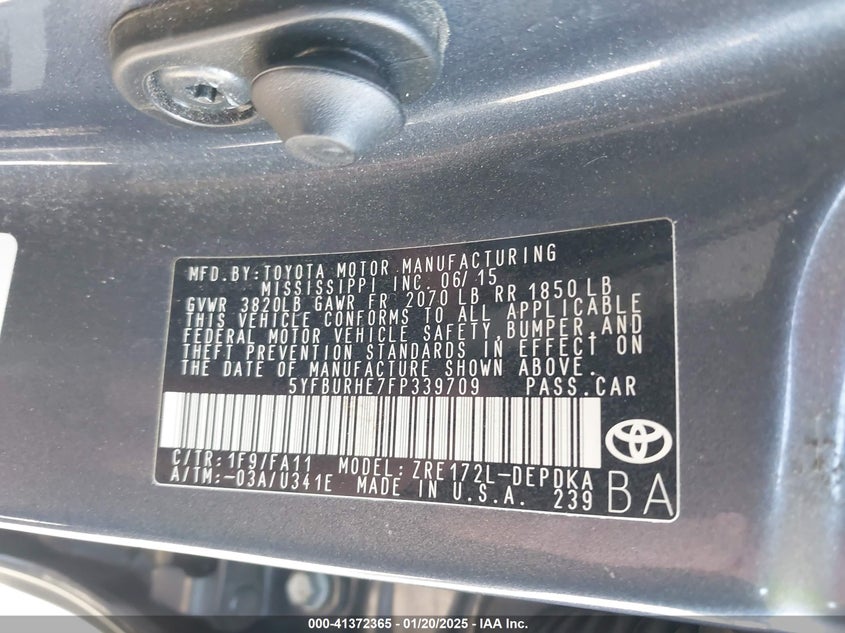 MFD.BY:TOYOTA MOTOR MANUFACTURING
MISSISSIPPI INC. 06/15
GVWR 3820LB GAWR FR 2070 LB RR 1850 LB
THIS VEHICLE CONFORMS TO ALL APPLICABLE
FEDERAL MOTOR VEHICLE SAFETY,BUMPER,AND
THEFT PREVENTION STANDARDS IN EFFECT ON
THE DATE OF MANUFACTURE SHOWN ABOVE.
5YFBURHE7FP339709 PASS.CAR
C/TR:1F9/FA11 MODEL:ZRE172L-DEPDKA
A/TM:-03A/U341E MADE IN U.S.A. 239
BA
000-41372365 | 01/20/2025 | IAA Inc.